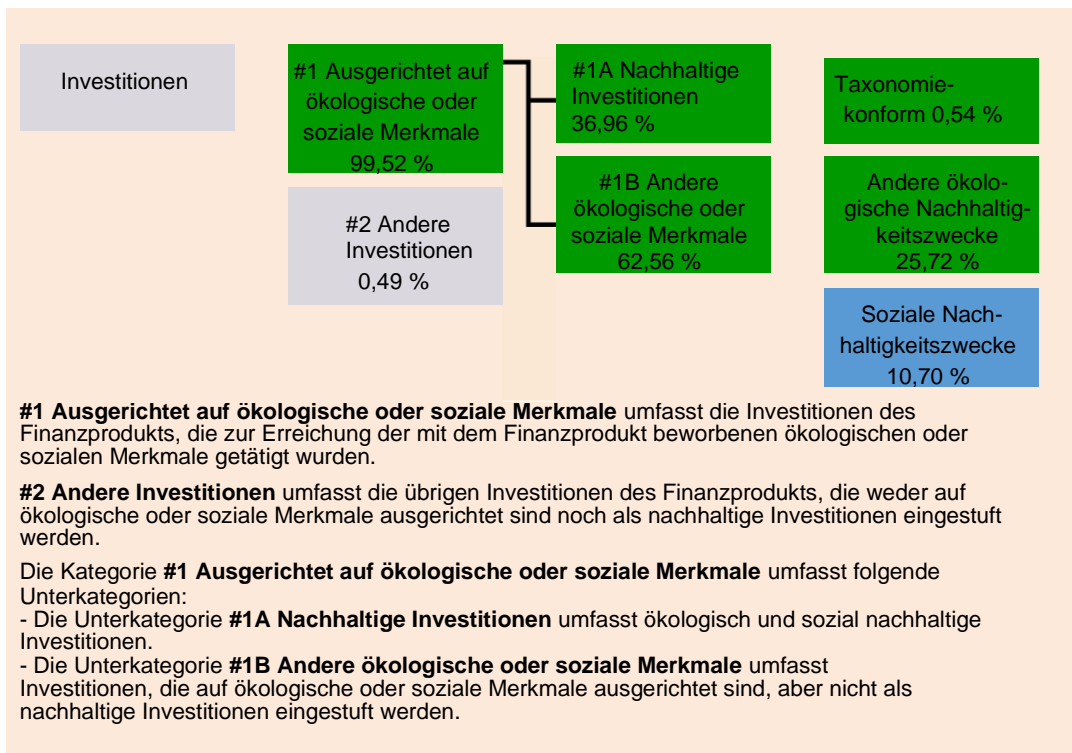 Investitionen
#1 Ausgerichtet auf
ökologische oder
soziale Merkmale
99,52 %
#2 Andere
Investitionen
0,49 %
#1A Nachhaltige
Investitionen
36,96 %
#1B Andere
ökologische oder
soziale Merkmale
62,56 %
Taxonomie-
konform 0,54 %
Andere ökolo-
gische Nachhaltig-
keitszwecke
25,72 %
Soziale Nach-
haltigkeitszwecke
10,70 %
#1 Ausgerichtet auf ökologische oder soziale Merkmale umfasst die Investitionen des
Finanzprodukts, die zur Erreichung der mit dem Finanzprodukt beworbenen ökologischen oder
sozialen Merkmale getätigt wurden.
#2 Andere Investitionen umfasst die übrigen Investitionen des Finanzprodukts, die weder auf
ökologische oder soziale Merkmale ausgerichtet sind noch als nachhaltige Investitionen eingestuft
werden.
Die Kategorie #1 Ausgerichtet auf ökologische oder soziale Merkmale umfasst folgende
Unterkategorien:
- Die Unterkategorie #1A Nachhaltige Investitionen umfasst ökologisch und sozial nachhaltige
Investitionen.
- Die Unterkategorie #1B Andere ökologische oder soziale Merkmale umfasst
Investitionen, die auf ökologische oder soziale Merkmale ausgerichtet sind, aber nicht als
nachhaltige Investitionen eingestuft werden.